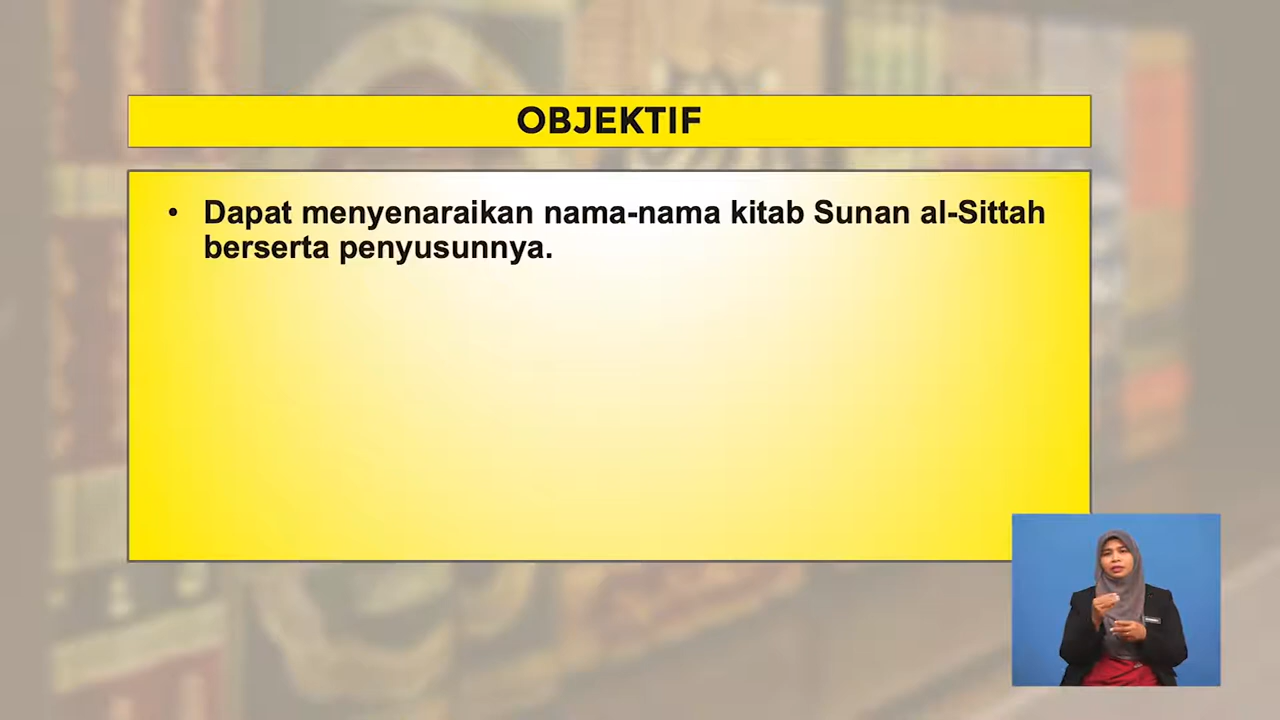 OBJEKTIF
• Dapat menyenaraikan nama-nama kitab Sunan al-Sittah
berserta penyusunnya.